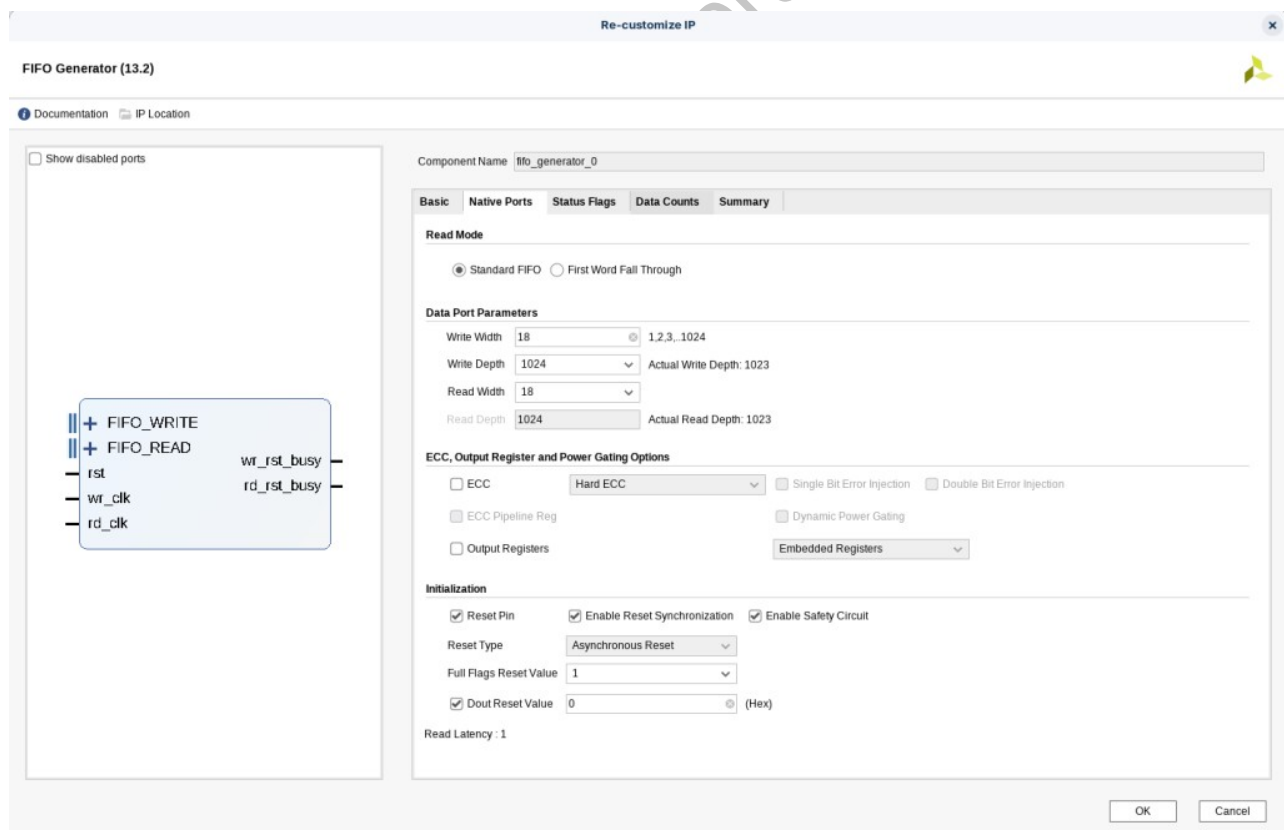 Re-customize IP
FIFO Generator (13.2)
Documentation IP Location
Show disabled ports
FIFO_WRITE
FIFO_READ
rst
wr_clk
rd_clk
wr_rst_busy
rd_rst_busy
Component Name fifo_generator_0
Basic Native Ports Status Flags Data Counts Summary
Read Mode
Standard FIFO First Word Fall Through
Data Port Parameters
Write Width 18 1,2,3,..1024
Write Depth 1024 Actual Write Depth: 1023
Read Width 18
Read Depth 1024 Actual Read Depth: 1023
ECC, Output Register and Power Gating Options
ECC Hard ECC Single Bit Error Injection Double Bit Error Injection
ECC Pipeline Reg Dynamic Power Gating
Output Registers Embedded Registers
Initialization
Reset Pin Enable Reset Synchronization Enable Safety Circuit
Reset Type Asynchronous Reset
Full Flags Reset Value 1
Dout Reset Value 0 (Hex)
Read Latency : 1
OK Cancel